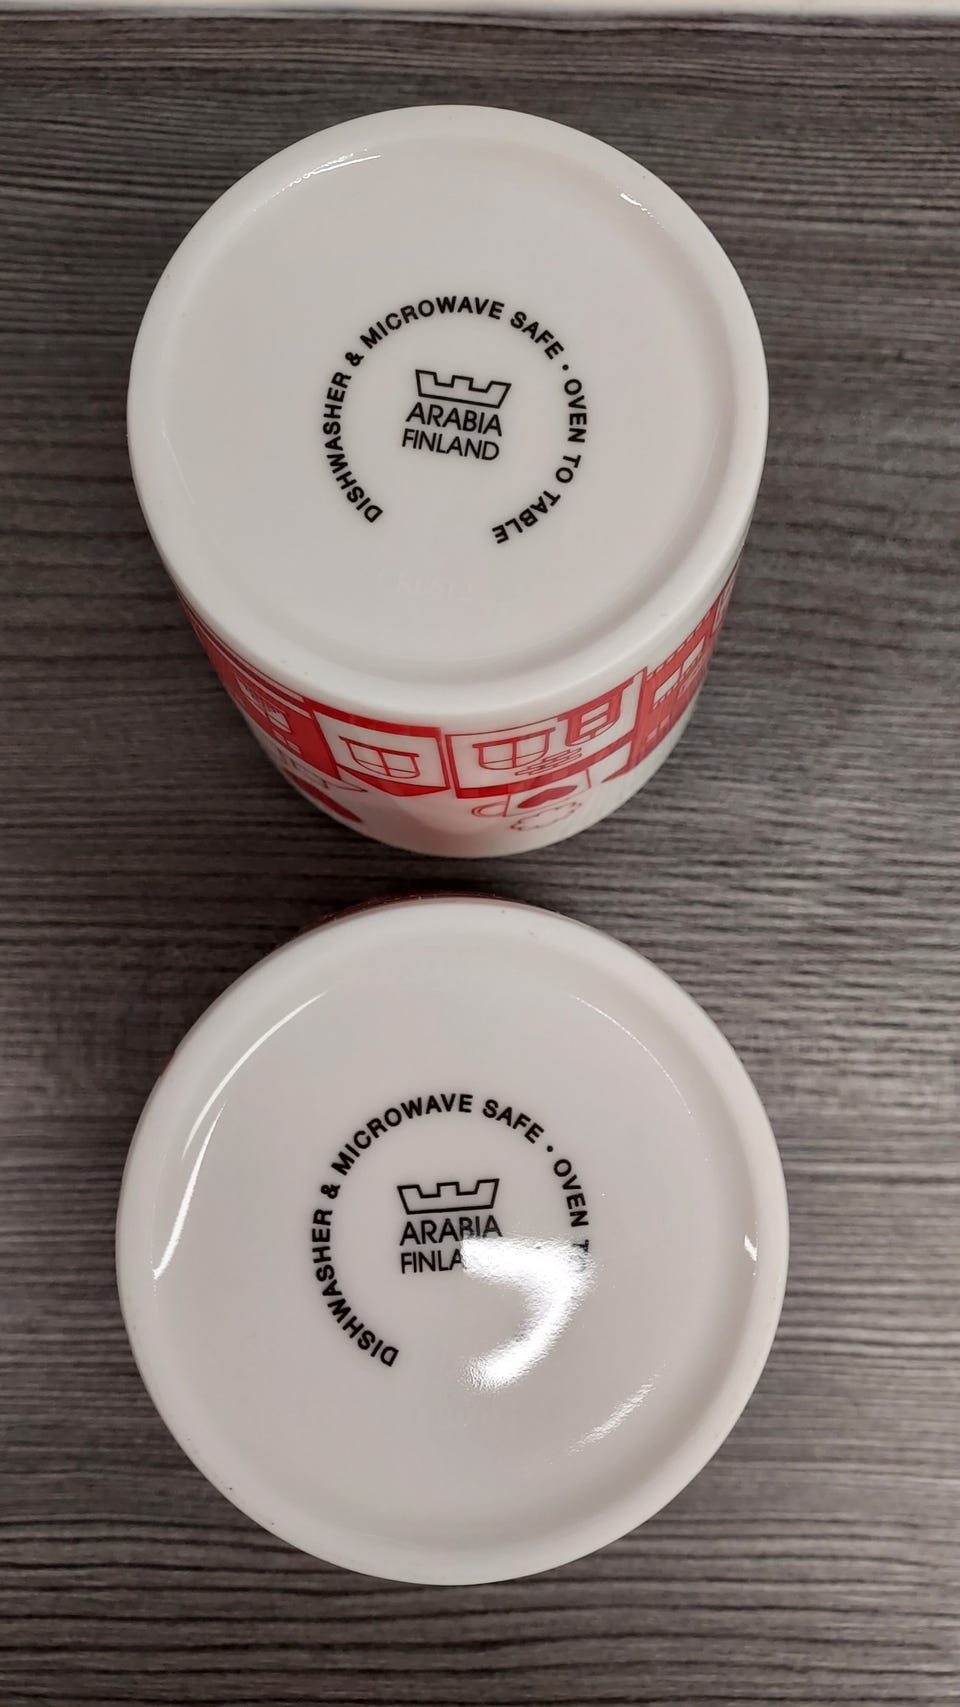 DISHWASHER & MICROWAVE SAFE • OVEN TO TABLE
ARABIA
FINLAND
DISHWASHER & MICROWAVE SAFE • OVEN
ARABIA